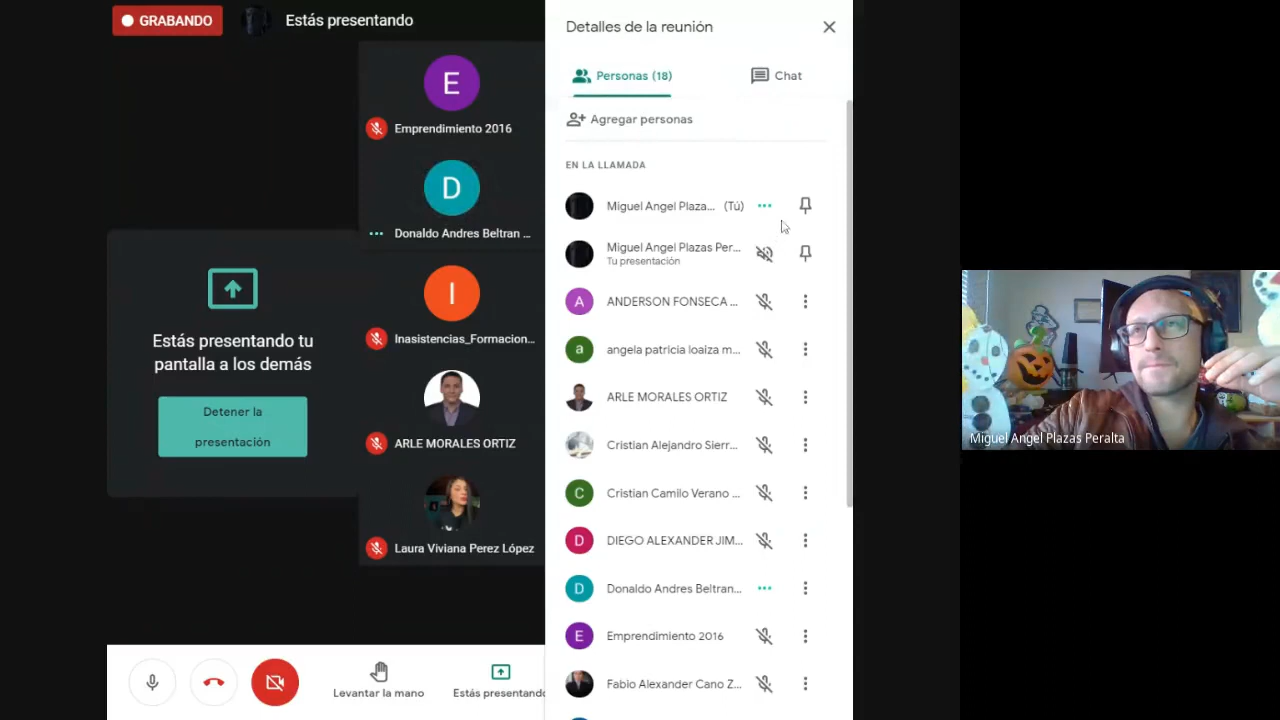 GRABANDO
Estás presentando
E
Emprendimiento 2016
D
Donaldo Andres Beltran ...
I
Inasistencias_Formacion...
ARLE MORALES ORTIZ
Laura Viviana Perez López
Estás presentando tu
pantalla a los demás
Detener la
presentación
Levantar la mano
Estás presentando
Detalles de la reunión
Personas (18)
Chat
Agregar personas
EN LA LLAMADA
Miguel Angel Plaza... (Tú)
Miguel Angel Plazas Per...
Tu presentación
A
ANDERSON FONSECA ...
a
angela patricia loaiza m...
ARLE MORALES ORTIZ
Cristian Alejandro Sierr...
C
Cristian Camilo Verano ...
D
DIEGO ALEXANDER JIM...
D
Donaldo Andres Beltran...
E
Emprendimiento 2016
Fabio Alexander Cano Z...
Miguel Angel Plazas Peralta